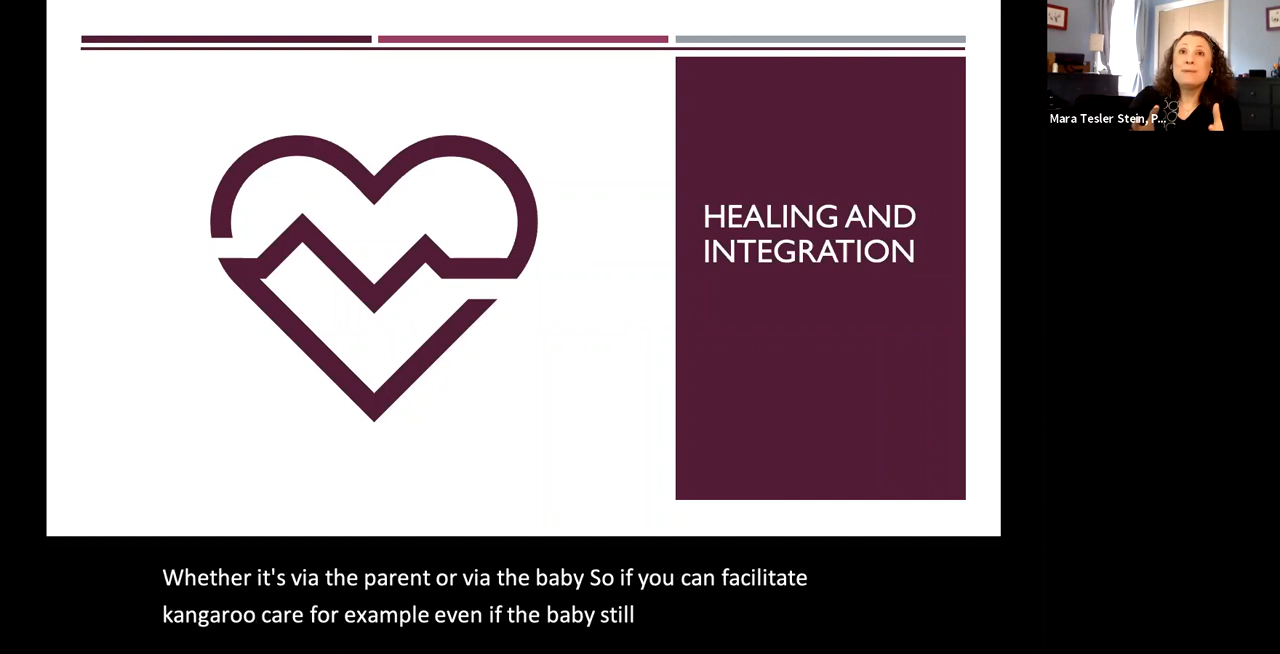 HEALING AND
INTEGRATION
Mara Tesler Stein, P...
Whether it's via the parent or via the baby So if you can facilitate
kangaroo care for example even if the baby still